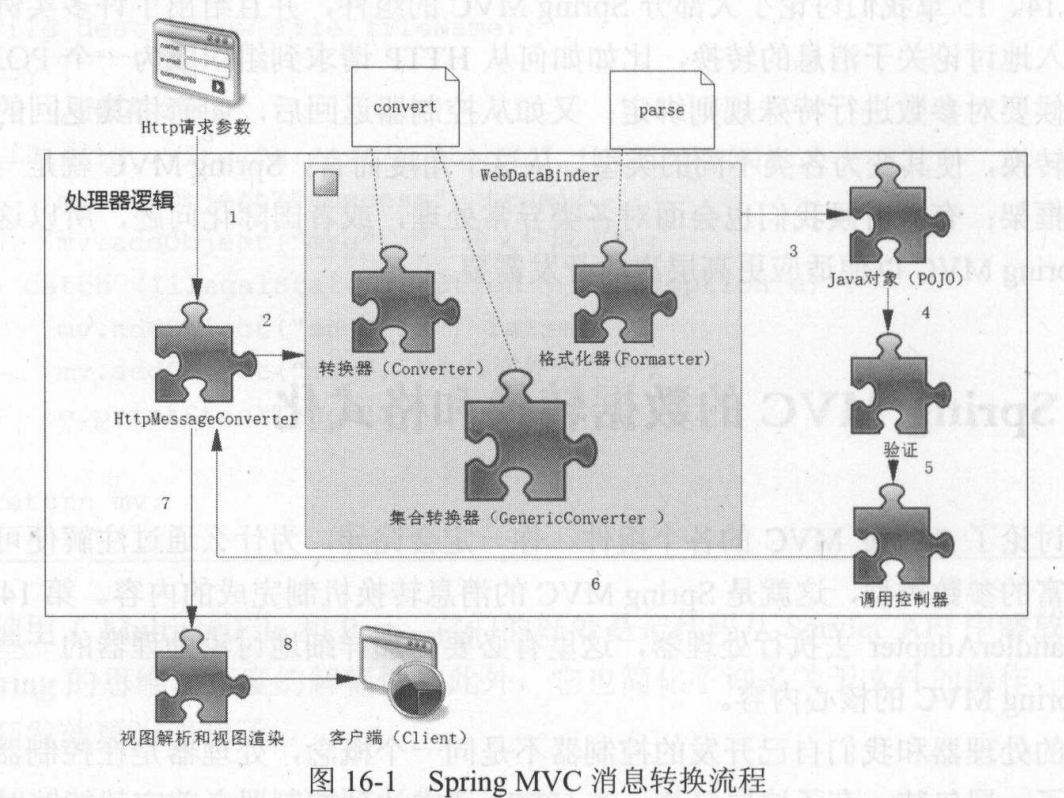 Http请求参数
convert
parse
WebDataBinder
处理器逻辑
1
2
3
4
5
6
7
8
转换器（Converter）
格式化器(Formatter)
集合转换器（GenericConverter ）
HttpMessageConverter
Java对象（POJO）
验证
调用控制器
视图解析和视图渲染
客户端（Client）
图 16-1 Spring MVC 消息转换流程